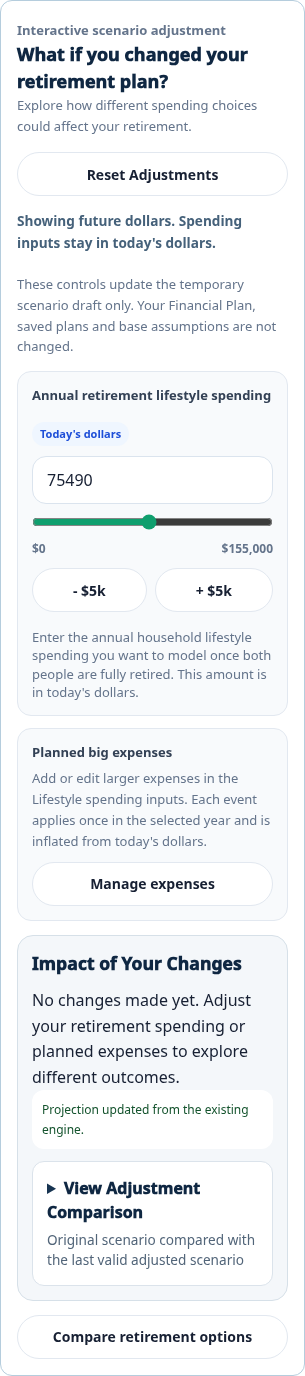 Interactive scenario adjustment
What if you changed your
retirement plan?
Explore how different spending choices
could affect your retirement.
Reset Adjustments
Showing future dollars. Spending
inputs stay in today's dollars.
These controls update the temporary
scenario draft only. Your Financial Plan,
saved plans and base assumptions are not
changed.
Annual retirement lifestyle spending
Today's dollars
75490
$0 $155,000
- $5k + $5k
Enter the annual household lifestyle
spending you want to model once both
people are fully retired. This amount is
in today's dollars.
Planned big expenses
Add or edit larger expenses in the
Lifestyle spending inputs. Each event
applies once in the selected year and is
inflated from today's dollars.
Manage expenses
Impact of Your Changes
No changes made yet. Adjust
your retirement spending or
planned expenses to explore
different outcomes.
Projection updated from the existing
engine.
View Adjustment
Comparison
Original scenario compared with
the last valid adjusted scenario
Compare retirement options